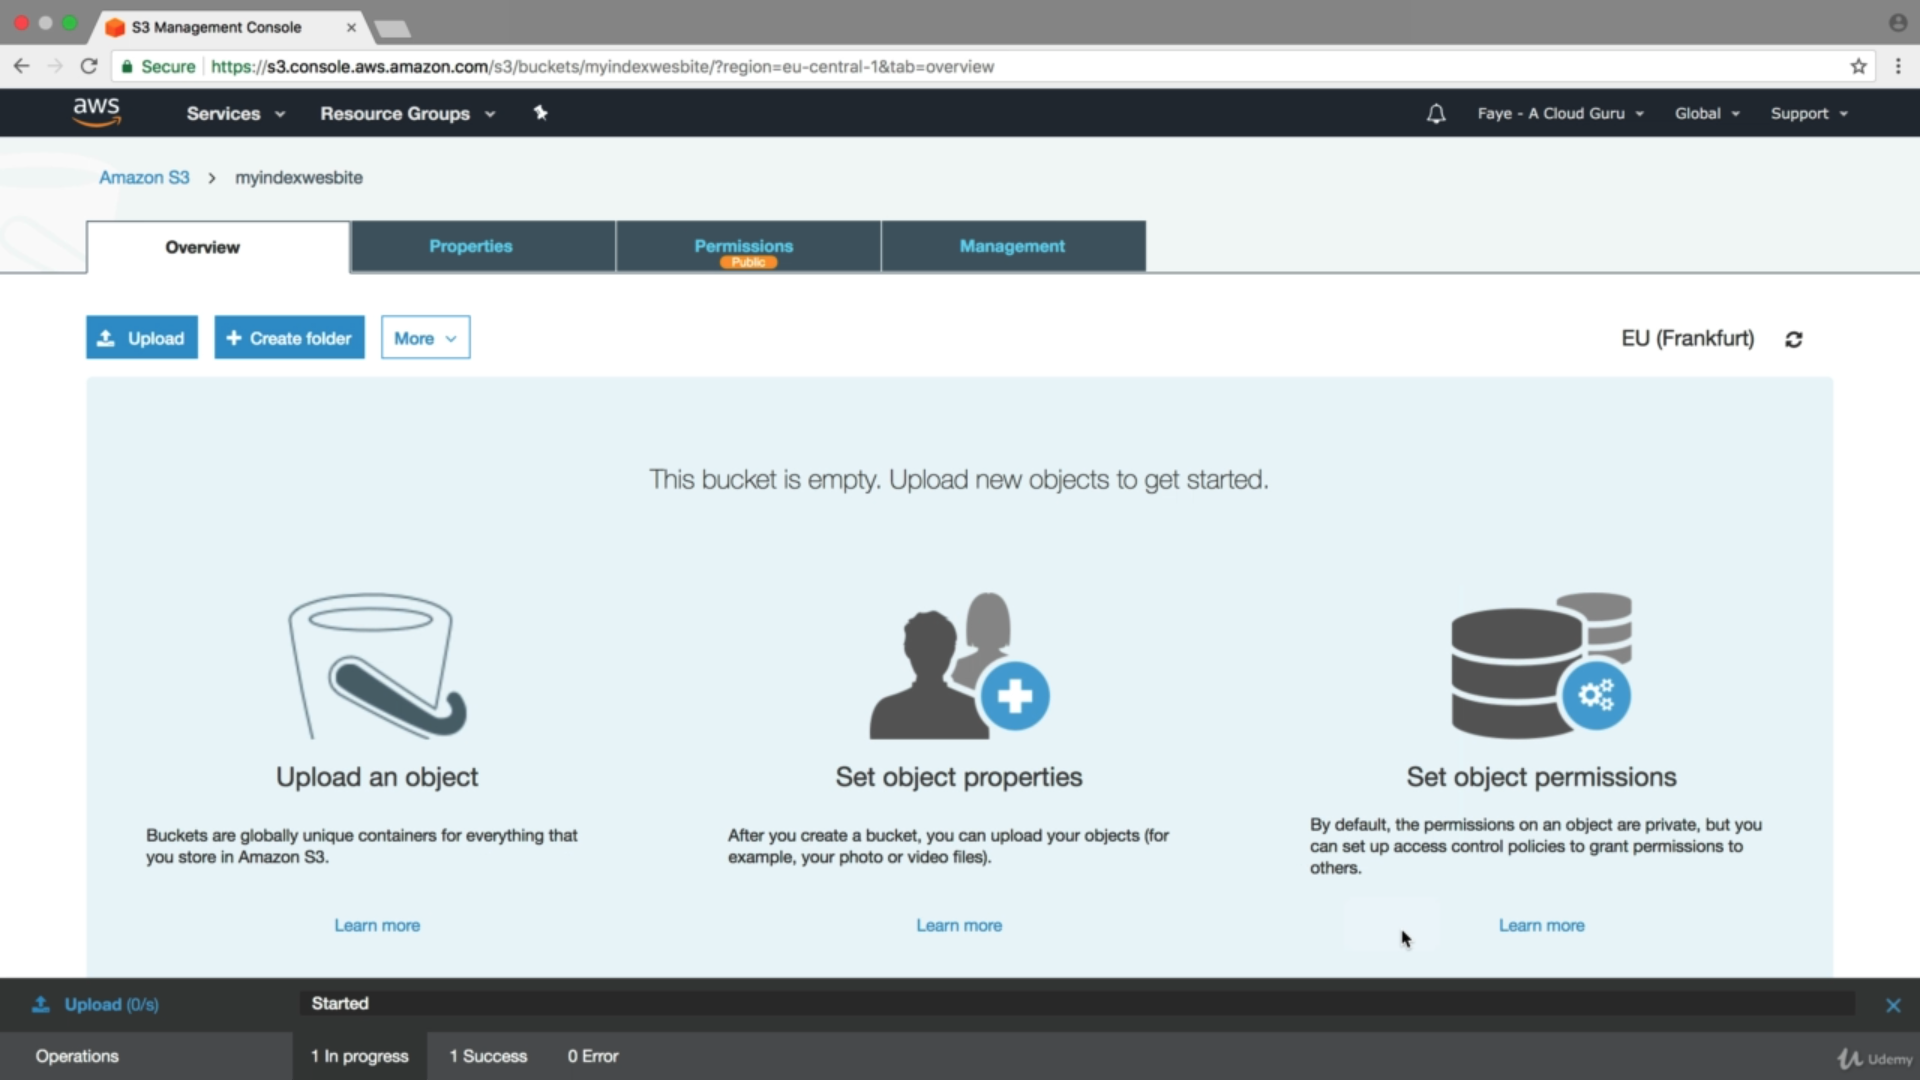 S3 Management Console
Secure https://s3.console.aws.amazon.com/s3/buckets/myindexwesbite/?region=eu-central-1&tab=overview
aws Services Resource Groups Faye - A Cloud Guru Global Support
Amazon S3 > myindexwesbite
Overview Properties Permissions Management
Public
Upload Create folder More EU (Frankfurt)
This bucket is empty. Upload new objects to get started.
Upload an object
Buckets are globally unique containers for everything that
you store in Amazon S3.
Learn more
Set object properties
After you create a bucket, you can upload your objects (for
example, your photo or video files).
Learn more
Set object permissions
By default, the permissions on an object are private, but you
can set up access control policies to grant permissions to
others.
Learn more
Upload (0/s) Started
Operations 1 In progress 1 Success 0 Error
Udemy